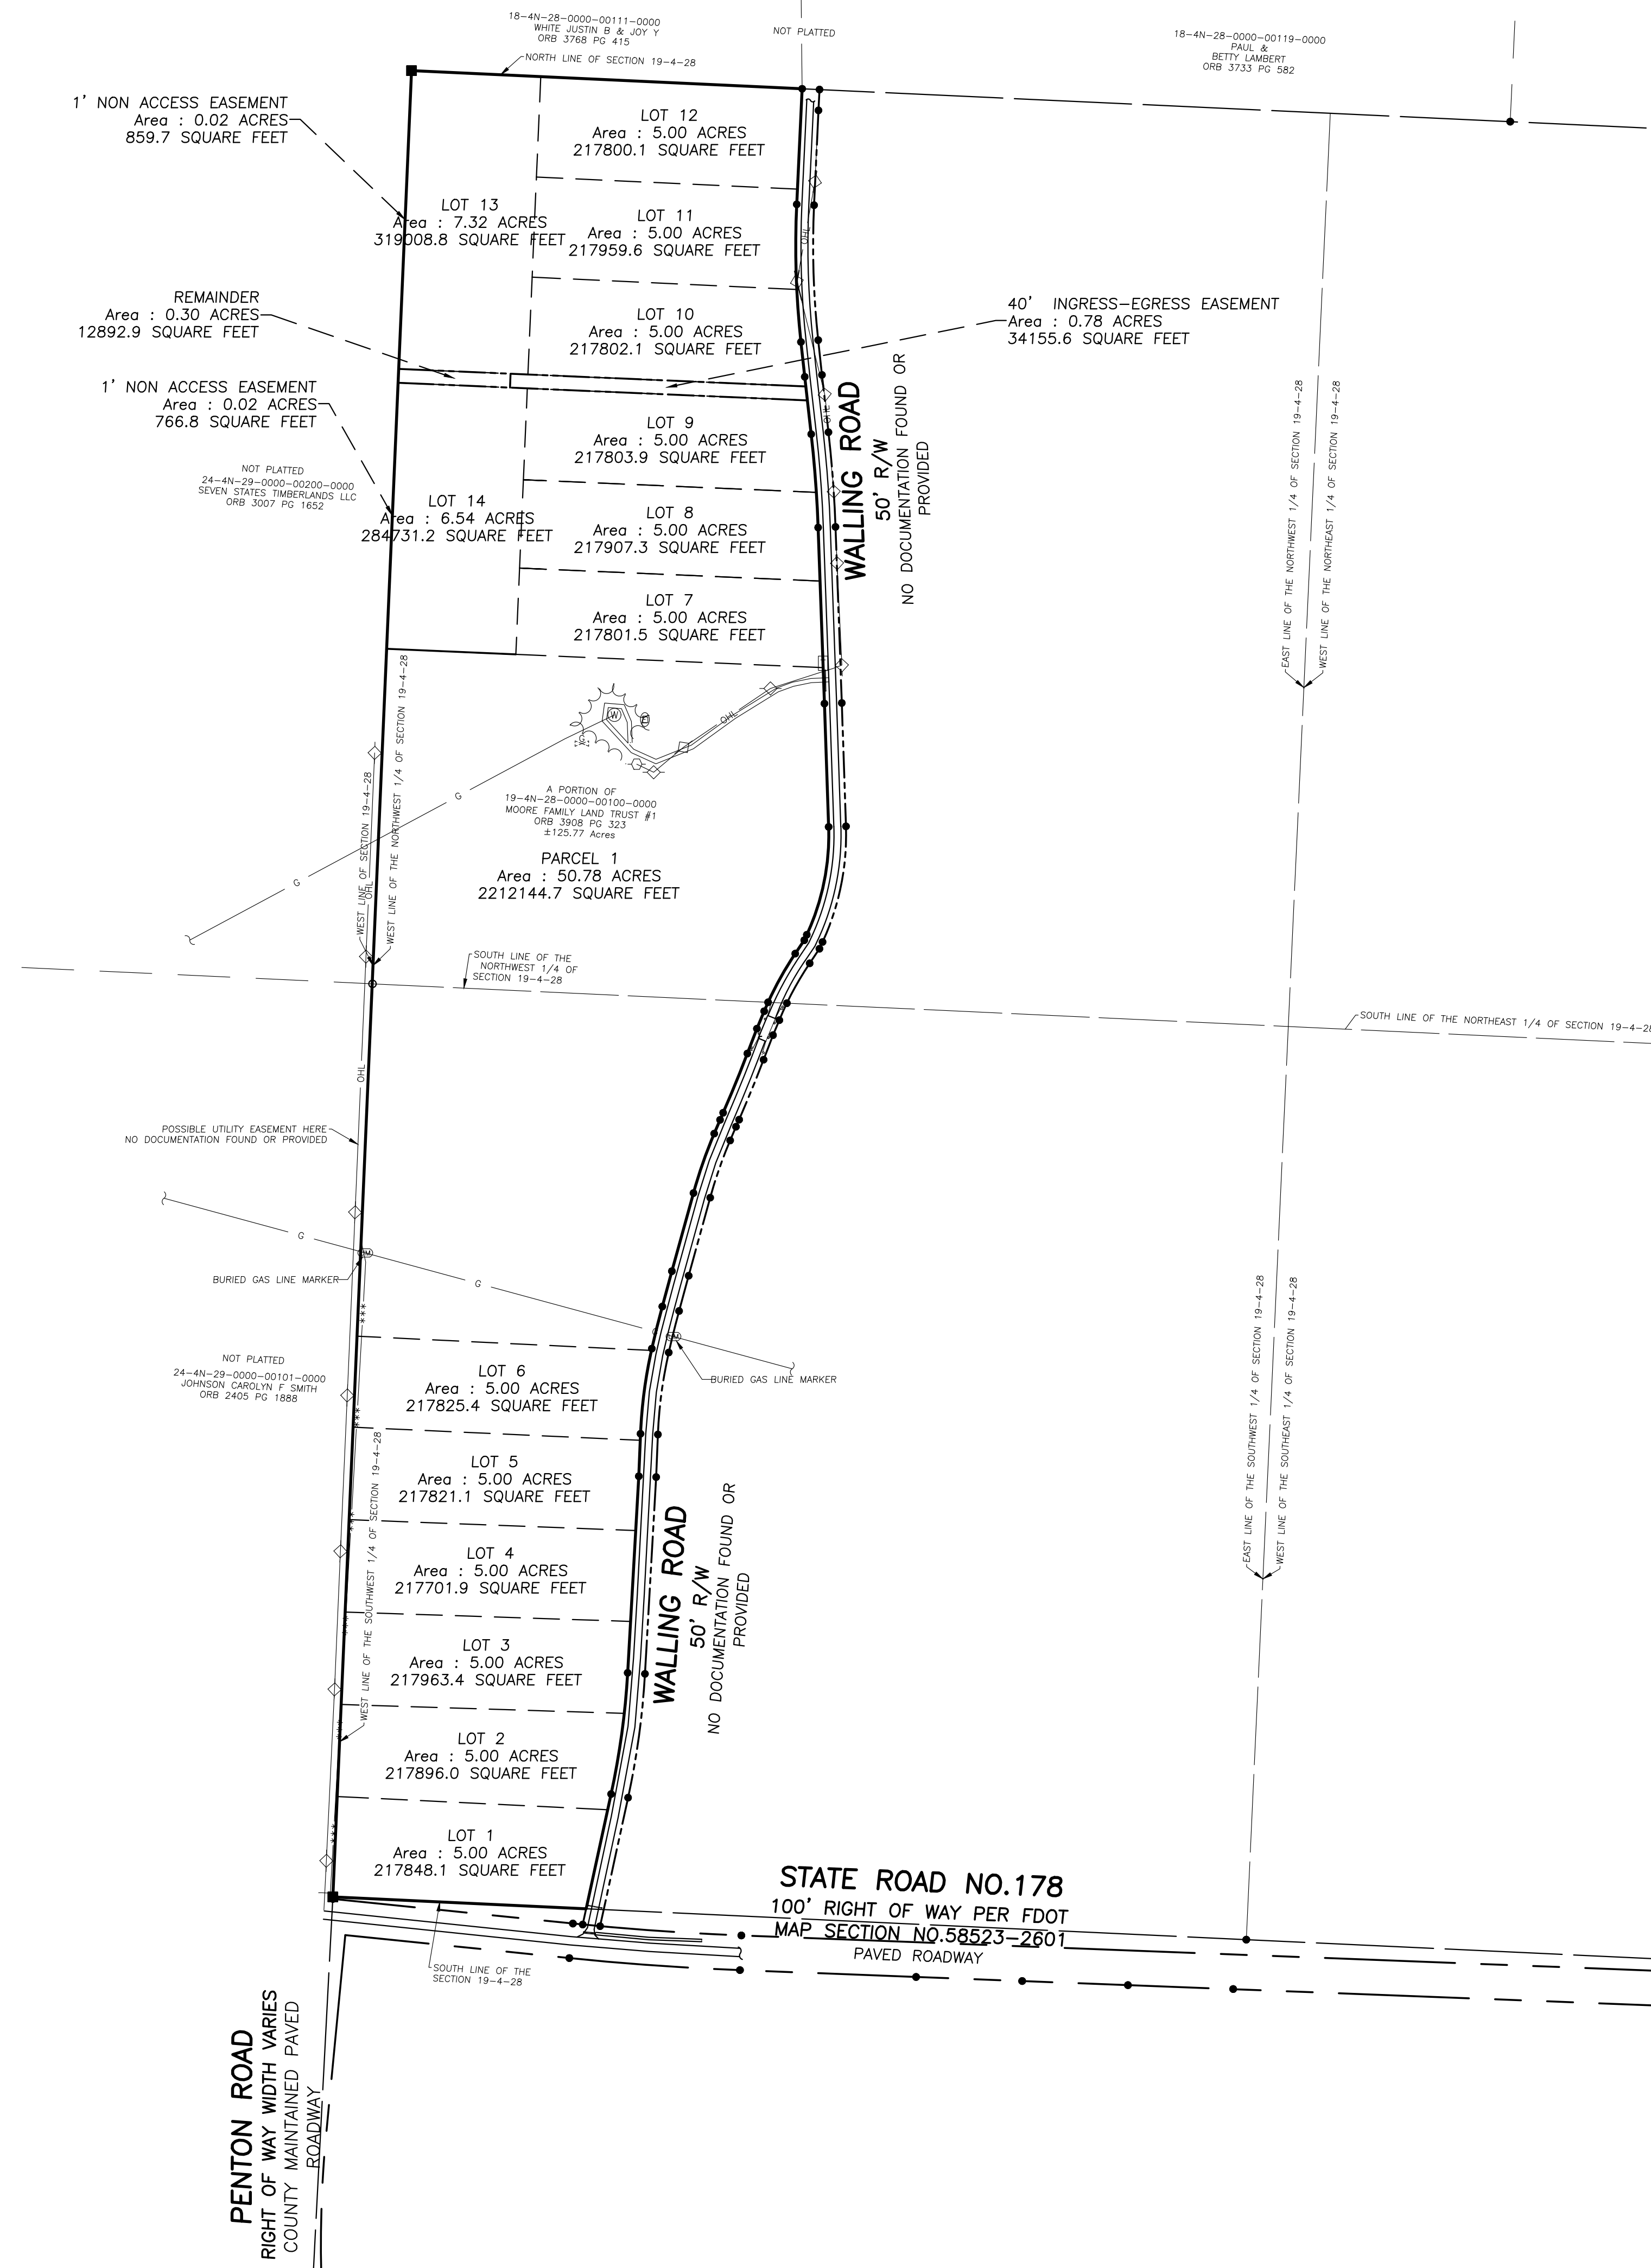 18-4N-28-0000-00111-0000
WHITE JUSTIN B & JOY Y
ORB 3768 PG 415
NORTH LINE OF SECTION 19-4-28
NOT PLATTED
18-4N-28-0000-00119-0000
PAUL &
BETTY LAMBERT
ORB 3733 PG 582
1' NON ACCESS EASEMENT
Area : 0.02 ACRES
859.7 SQUARE FEET
LOT 12
Area : 5.00 ACRES
217800.1 SQUARE FEET
LOT 13
Area : 7.32 ACRES
319008.8 SQUARE FEET
LOT 11
Area : 5.00 ACRES
217959.6 SQUARE FEET
OHL
REMAINDER
Area : 0.30 ACRES
12892.9 SQUARE FEET
LOT 10
Area : 5.00 ACRES
217802.1 SQUARE FEET
40' INGRESS-EGRESS EASEMENT
Area : 0.78 ACRES
34155.6 SQUARE FEET
1' NON ACCESS EASEMENT
Area : 0.02 ACRES
766.8 SQUARE FEET
LOT 9
Area : 5.00 ACRES
217803.9 SQUARE FEET
OHL
WALLING ROAD
50' R/W
NO DOCUMENTATION FOUND OR
PROVIDED
EAST LINE OF THE NORTHWEST 1/4 OF SECTION 19-4-28
WEST LINE OF THE NORTHEAST 1/4 OF SECTION 19-4-28
NOT PLATTED
24-4N-29-0000-00200-0000
SEVEN STATES TIMBERLANDS LLC
ORB 3007 PG 1652
LOT 14
Area : 6.54 ACRES
284731.2 SQUARE FEET
LOT 8
Area : 5.00 ACRES
217907.3 SQUARE FEET
LOT 7
Area : 5.00 ACRES
217801.5 SQUARE FEET
W
E
OHL
G
G
WEST LINE OF SECTION 19-4-28
OHL
WEST LINE OF THE NORTHWEST 1/4 OF SECTION 19-4-28
A PORTION OF
19-4N-28-0000-00100-0000
MOORE FAMILY LAND TRUST #1
ORB 3908 PG 323
±125.77 Acres
PARCEL 1
Area : 50.78 ACRES
2212144.7 SQUARE FEET
SOUTH LINE OF THE
NORTHWEST 1/4 OF
SECTION 19-4-28
SOUTH LINE OF THE NORTHEAST 1/4 OF SECTION 19-4-28
OHL
POSSIBLE UTILITY EASEMENT HERE
NO DOCUMENTATION FOUND OR PROVIDED
G
M
BURIED GAS LINE MARKER
G
M
BURIED GAS LINE MARKER
NOT PLATTED
24-4N-29-0000-00101-0000
JOHNSON CAROLYN F SMITH
ORB 2405 PG 1888
LOT 6
Area : 5.00 ACRES
217825.4 SQUARE FEET
LOT 5
Area : 5.00 ACRES
217821.1 SQUARE FEET
LOT 4
Area : 5.00 ACRES
217701.9 SQUARE FEET
LOT 3
Area : 5.00 ACRES
217963.4 SQUARE FEET
LOT 2
Area : 5.00 ACRES
217896.0 SQUARE FEET
LOT 1
Area : 5.00 ACRES
217848.1 SQUARE FEET
WEST LINE OF THE SOUTHWEST 1/4 OF SECTION 19-4-28
WALLING ROAD
50' R/W
NO DOCUMENTATION FOUND OR
PROVIDED
EAST LINE OF THE SOUTHWEST 1/4 OF SECTION 19-4-28
WEST LINE OF THE SOUTHEAST 1/4 OF SECTION 19-4-28
STATE ROAD NO.178
100' RIGHT OF WAY PER FDOT
MAP SECTION NO.58523-2601
PAVED ROADWAY
SOUTH LINE OF THE
SECTION 19-4-28
PENTON ROAD
RIGHT OF WAY WIDTH VARIES
COUNTY MAINTAINED PAVED
ROADWAY